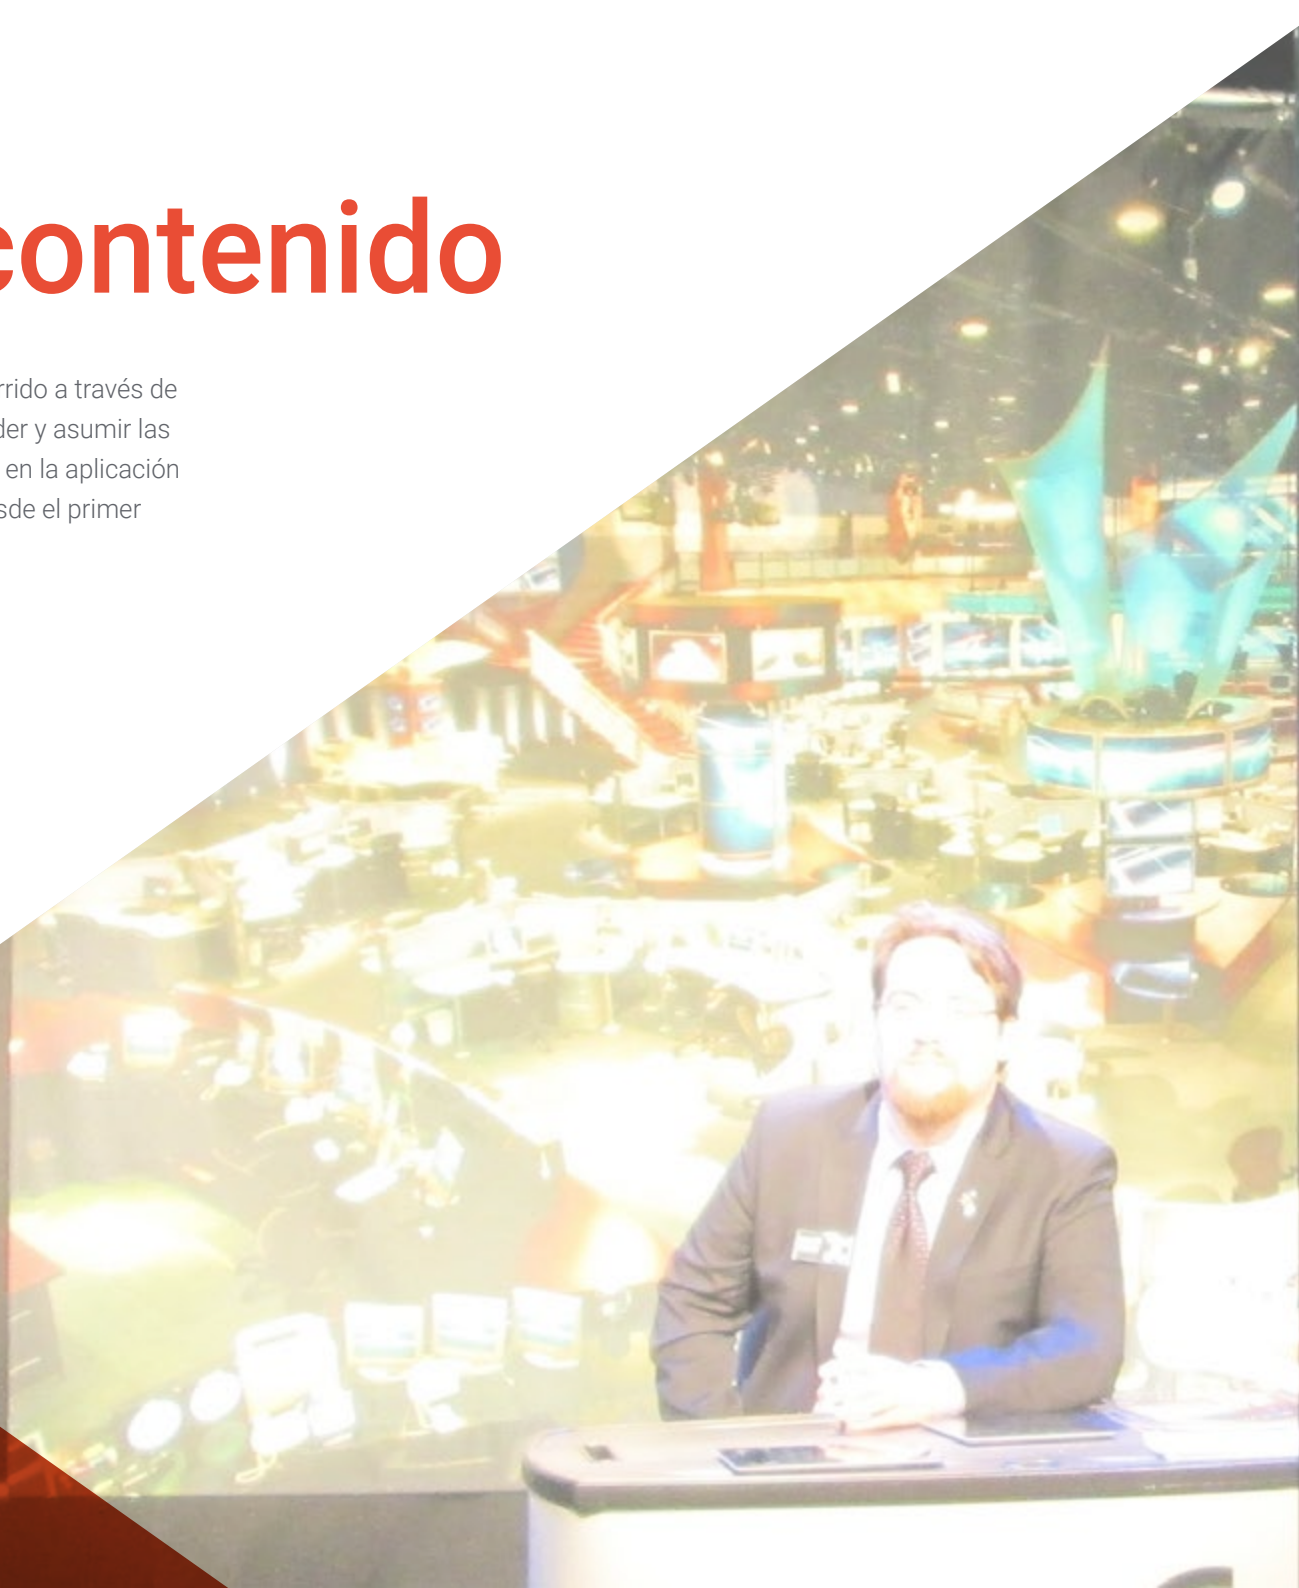 contenido
rrido a través de
der y asumir las
en la aplicación
sde el primer